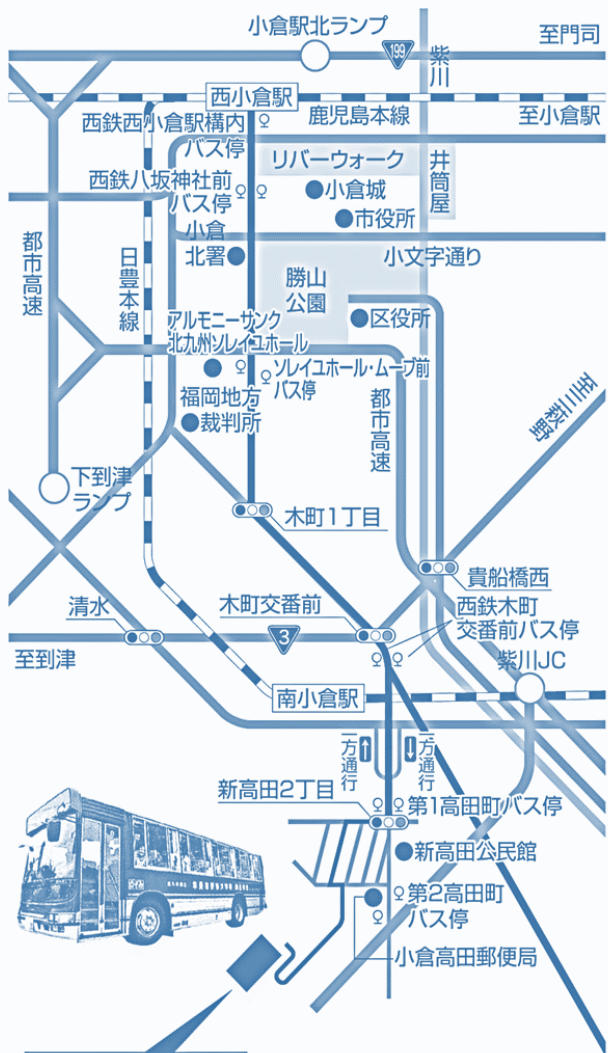 小倉駅北ランプ
199
至門司
紫川
西小倉駅
鹿児島本線
至小倉駅
西鉄西小倉駅構内
バス停
リバーウォーク
井筒屋
西鉄八坂神社前
バス停
小倉城
市役所
小倉
北署
小文字通り
都市高速
日豊本線
勝山
公園
区役所
アルモニーサンク
北九州ソレイユホール
ソレイユホール・ムーブ前
バス停
福岡地方
裁判所
都市高速
至三萩野
下到津
ランプ
木町1丁目
貴船橋西
清水
木町交番前
西鉄木町
交番前バス停
3
至到津
紫川JC
南小倉駅
一方通行
一方通行
新高田2丁目
第1高田町バス停
新高田公民館
第2高田町
バス停
小倉高田郵便局